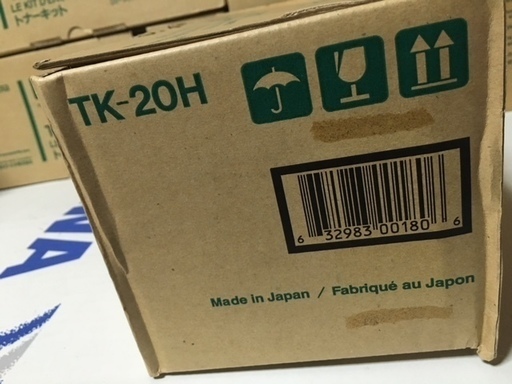 LE KIT D'E
トナーキット
TK-20H
6 32983 00180 6
Made in Japan / Fabriqué au Japon
NA